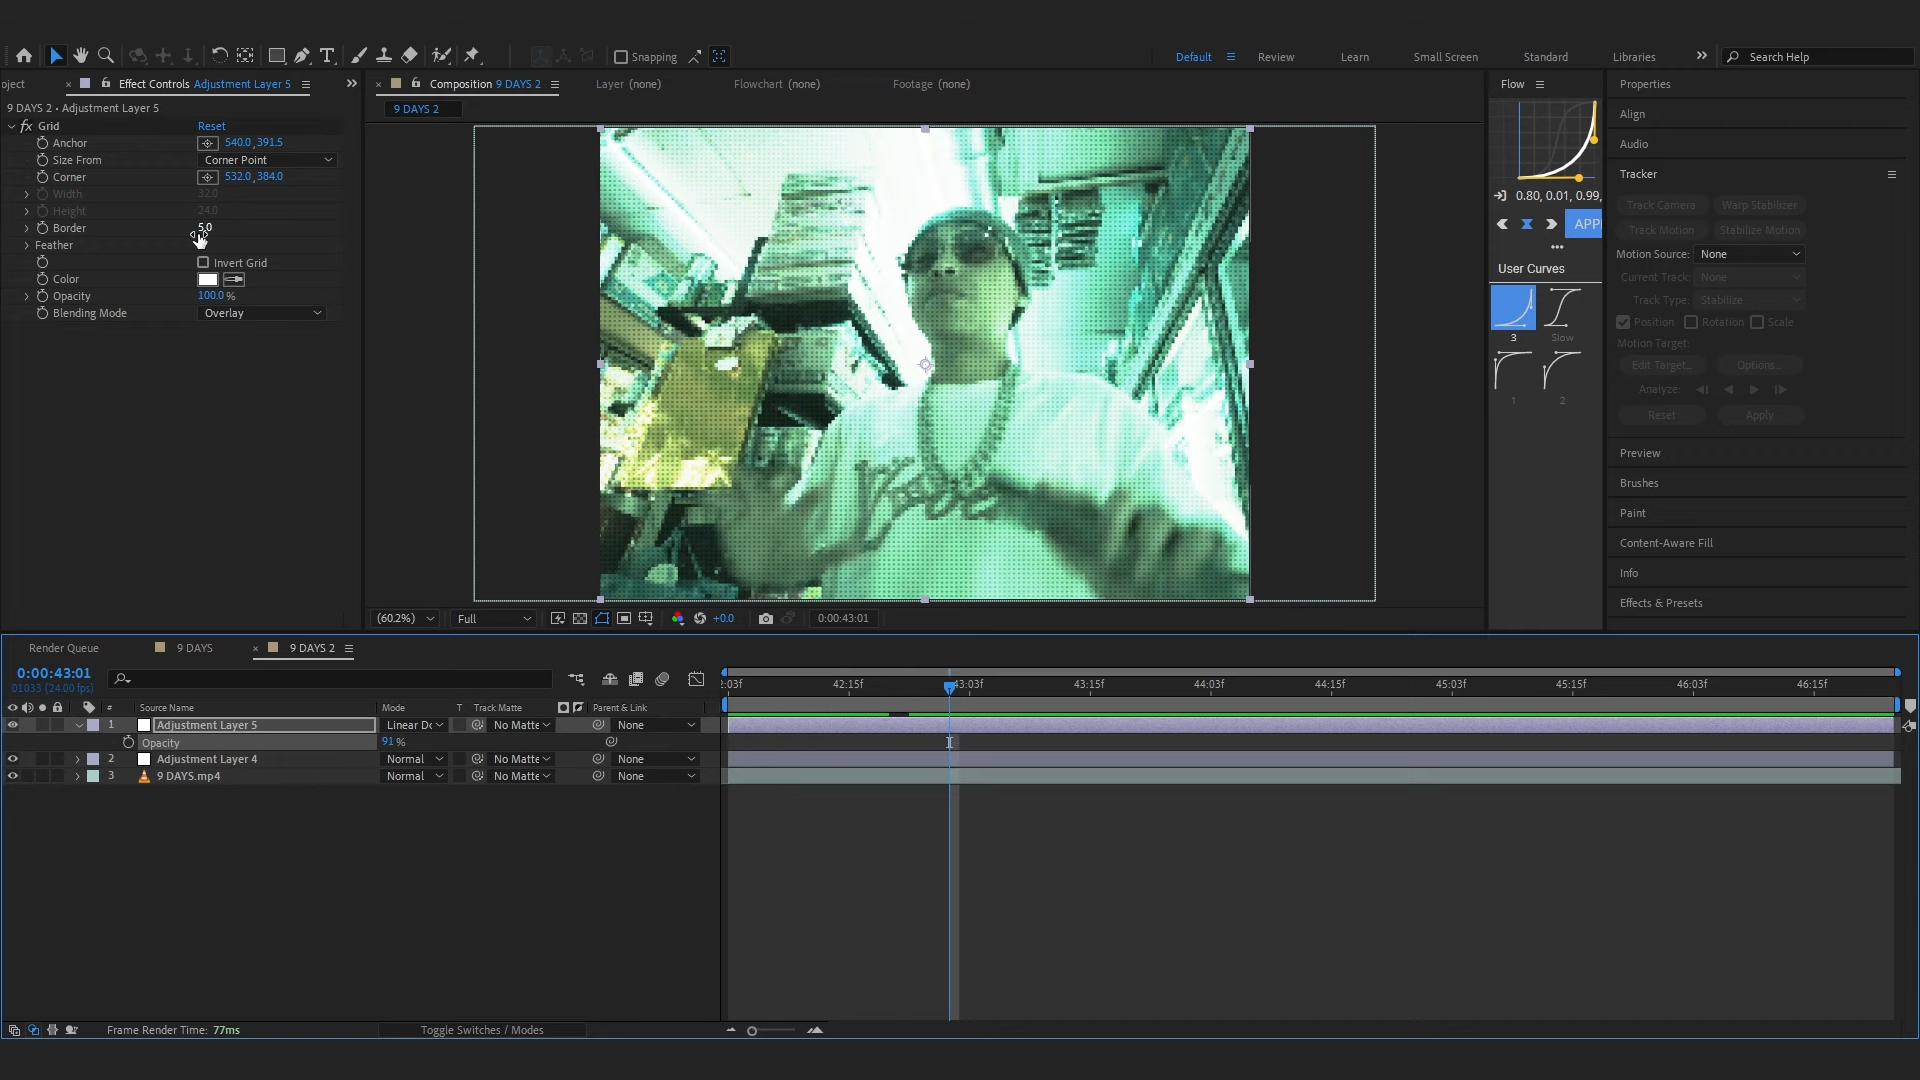 Snapping
Default
Review
Learn
Small Screen
Standard
Libraries
Search Help
oject
Effect Controls Adjustment Layer 5
Composition 9 DAYS 2
Layer (none)
Flowchart (none)
Footage (none)
Flow
Properties
9 DAYS 2 • Adjustment Layer 5
9 DAYS 2
fx Grid Reset
Anchor 540.0, 391.5
Size From Corner Point
Corner 532.0, 384.0
Width 32.0
Height 24.0
Border 5.0
Feather
Invert Grid
Color
Opacity 100.0 %
Blending Mode Overlay
0.80, 0.01, 0.99,
User Curves
3
Slow
1
2
Align
Audio
Tracker
Track Camera Warp Stabilizer
Track Motion Stabilize Motion
Motion Source: None
Current Track: None
Track Type: Stabilize
Position Rotation Scale
Motion Target:
Edit Target... Options...
Analyze:
Reset Apply
Preview
Brushes
Paint
Content-Aware Fill
Info
Effects & Presets
(60.2%) Full +0.0 0:00:43:01
Render Queue 9 DAYS 9 DAYS 2
0:00:43:01
01033 (24.00 fps)
:03f 42:15f 43:03f 43:15f 44:03f 44:15f 45:03f 45:15f 46:03f 46:15f
# Source Name Mode T Track Matte Parent & Link
1 Adjustment Layer 5 Linear Dc No Matte None
Opacity 91 %
2 Adjustment Layer 4 Normal No Matte None
3 9 DAYS.mp4 Normal No Matte None
Frame Render Time: 77ms
Toggle Switches / Modes